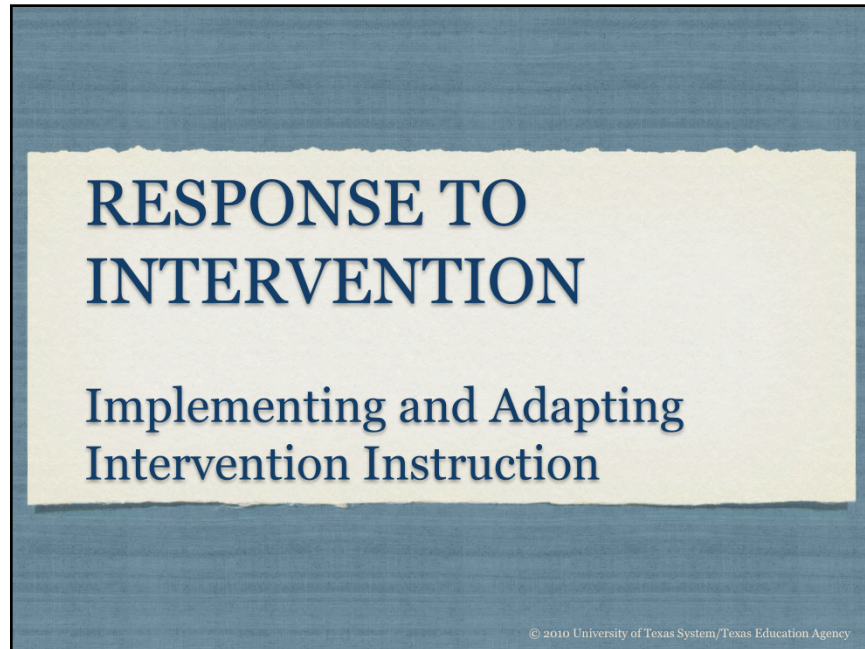 RESPONSE TO
INTERVENTION
Implementing and Adapting
Intervention Instruction
© 2010 University of Texas System/Texas Education Agency